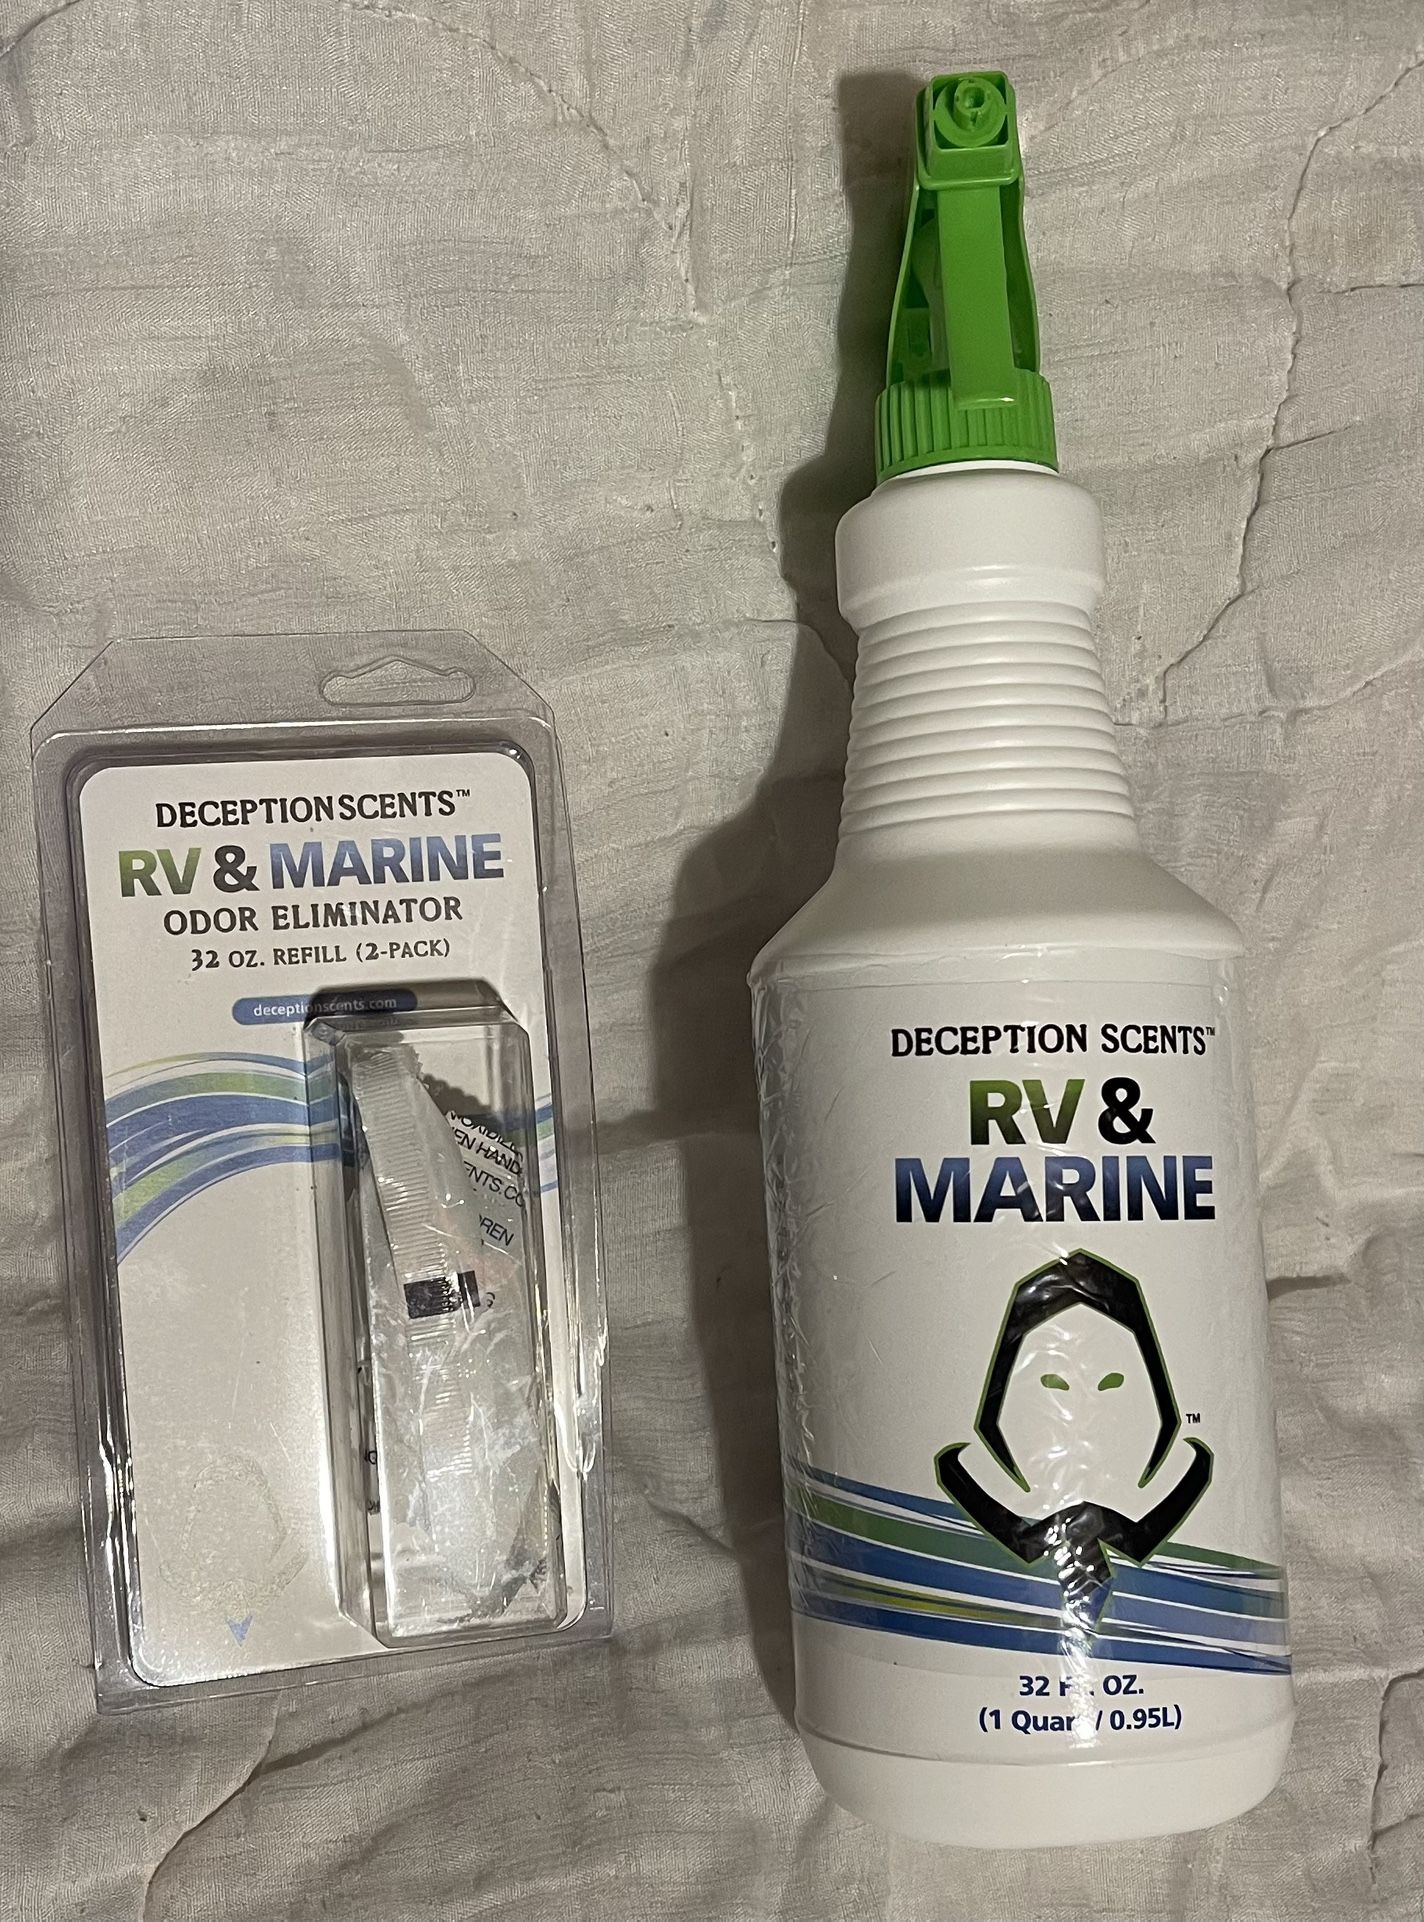 DECEPTION SCENTS™
RV & MARINE
ODOR ELIMINATOR
32 OZ. REFILL (2-PACK)
deceptionscents.com
DECEPTION SCENTS™
RV &
MARINE
TM
32 OZ.
(1 Quart / 0.95L)